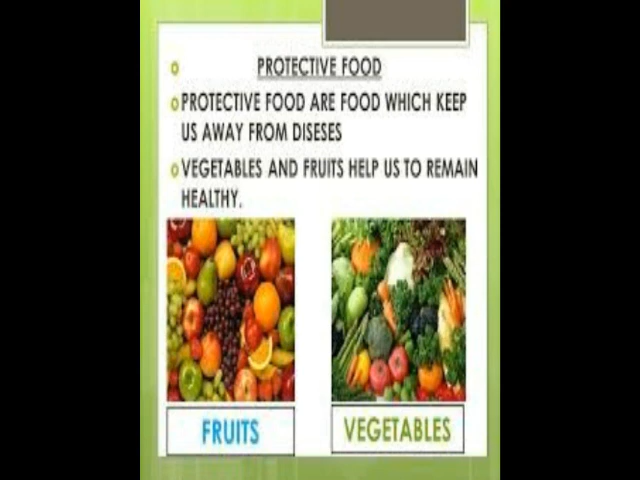 PROTECTIVE FOOD
PROTECTIVE FOOD ARE FOOD WHICH KEEP
US AWAY FROM DISESES
VEGETABLES AND FRUITS HELP US TO REMAIN
HEALTHY.
FRUITS
VEGETABLES